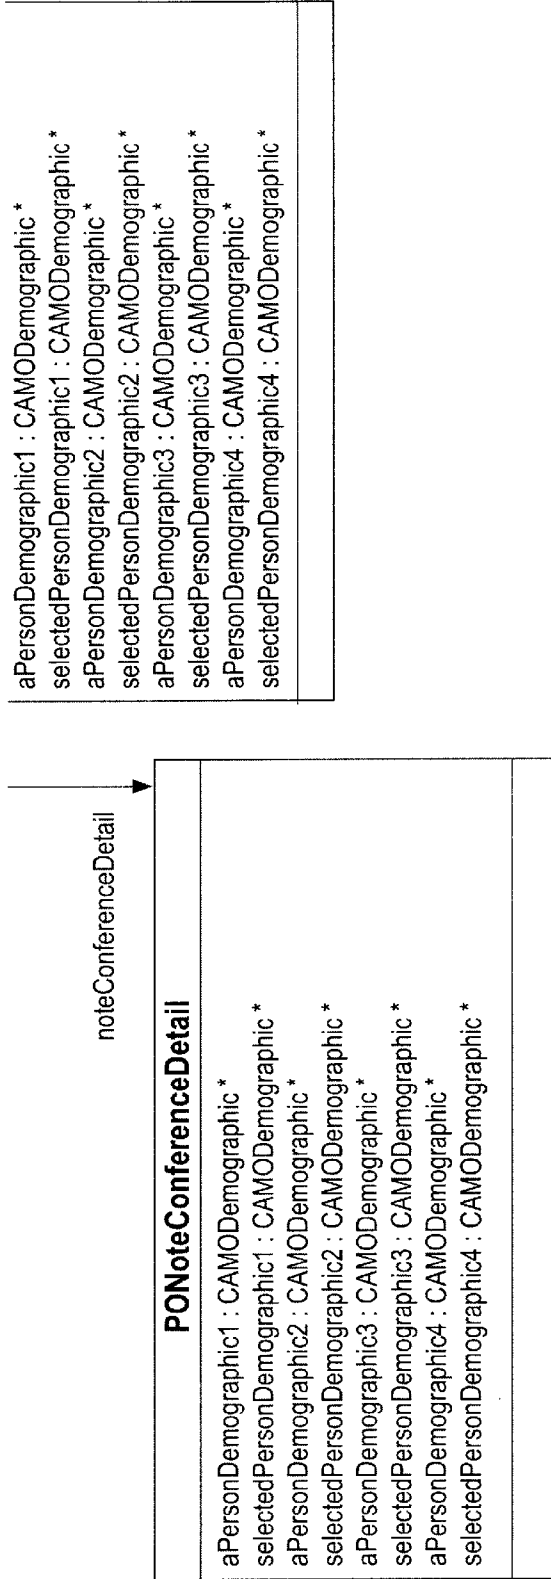 aPersonDemographic1 : CAMODemographic *
selectedPersonDemographic1 : CAMODemographic *
aPersonDemographic2 : CAMODemographic *
selectedPersonDemographic2 : CAMODemographic *
aPersonDemographic3 : CAMODemographic *
selectedPersonDemographic3 : CAMODemographic *
aPersonDemographic4 : CAMODemographic *
selectedPersonDemographic4 : CAMODemographic *
noteConferenceDetail
PONoteConferenceDetail
aPersonDemographic1 : CAMODemographic *
selectedPersonDemographic1 : CAMODemographic *
aPersonDemographic2 : CAMODemographic *
selectedPersonDemographic2 : CAMODemographic *
aPersonDemographic3 : CAMODemographic *
selectedPersonDemographic3 : CAMODemographic *
aPersonDemographic4 : CAMODemographic *
selectedPersonDemographic4 : CAMODemographic *